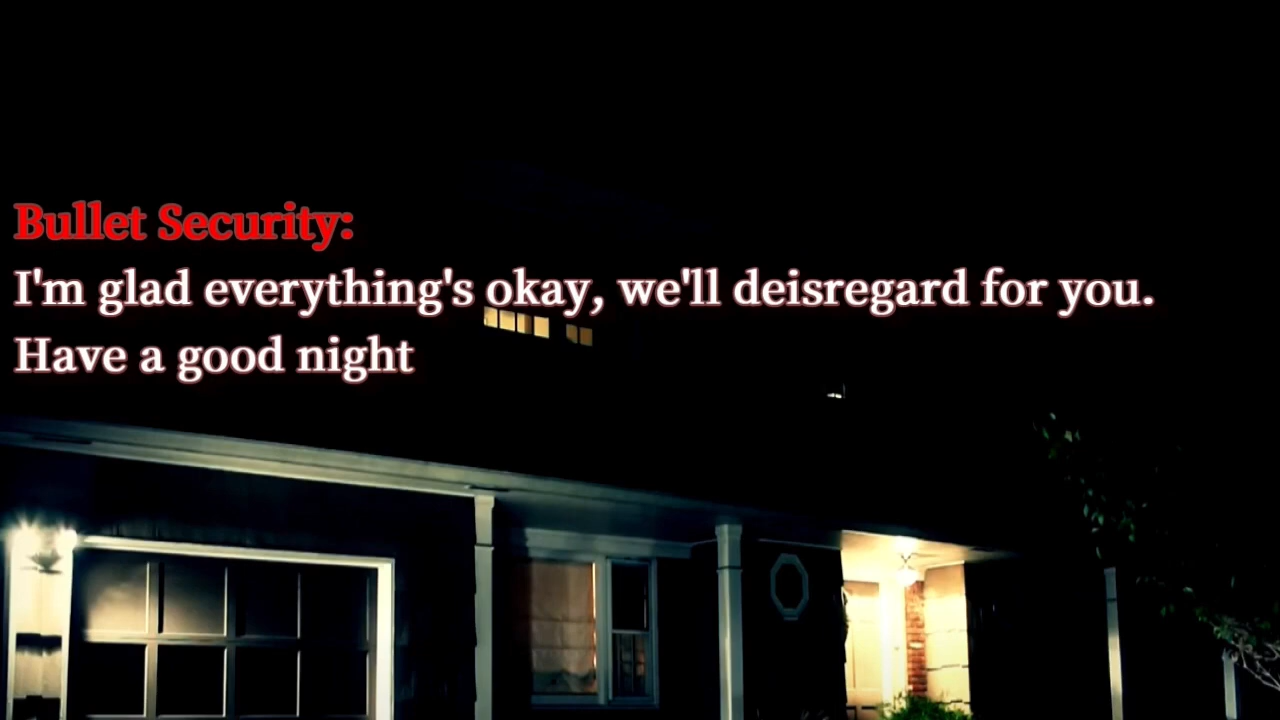 Bullet Security:
I'm glad everything's okay, we'll deisregard for you.
Have a good night